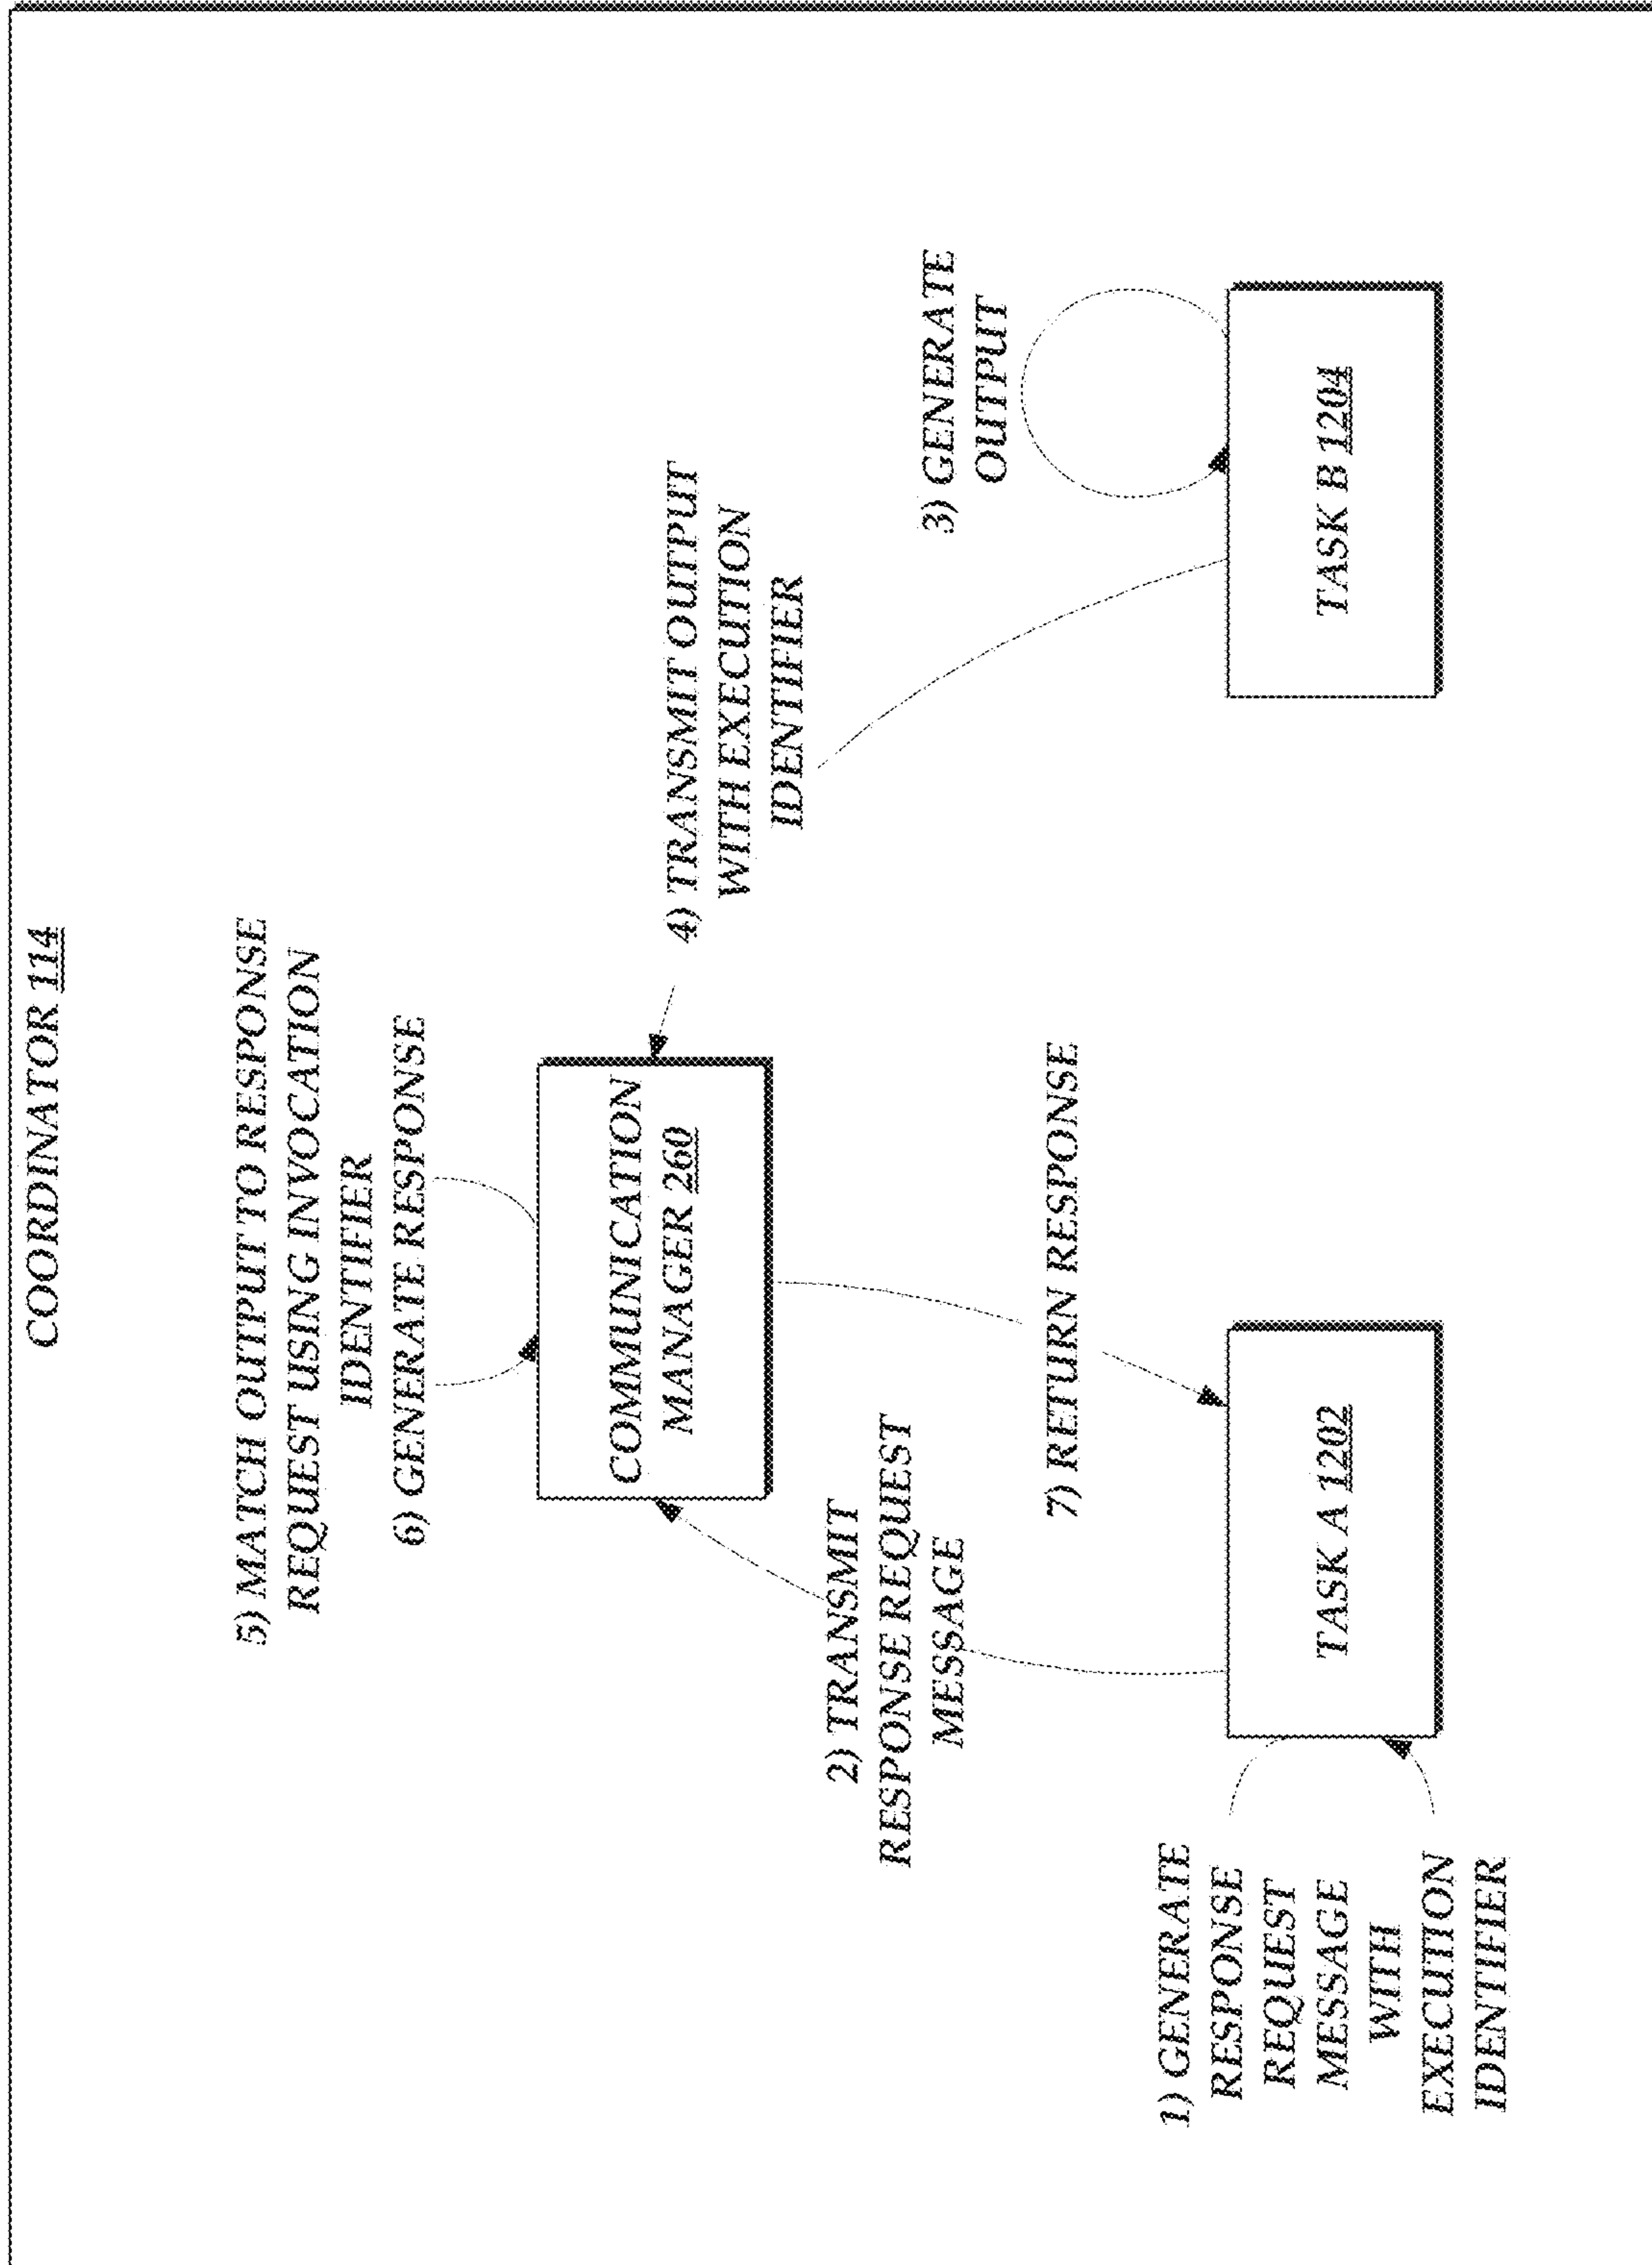 COORDINATOR 114
5) MATCH OUTPUT TO RESPONSE
REQUEST USING INVOCATION
IDENTIFIER
6) GENERATE RESPONSE
COMMUNICATION
MANAGER 260
4) TRANSMIT OUTPUT
WITH EXECUTION
IDENTIFIER
2) TRANSMIT
RESPONSE REQUEST
MESSAGE
3) GENERATE
OUTPUT
7) RETURN RESPONSE
1) GENERATE
RESPONSE
REQUEST
MESSAGE
WITH
EXECUTION
IDENTIFIER
TASK A 1202
TASK B 1204